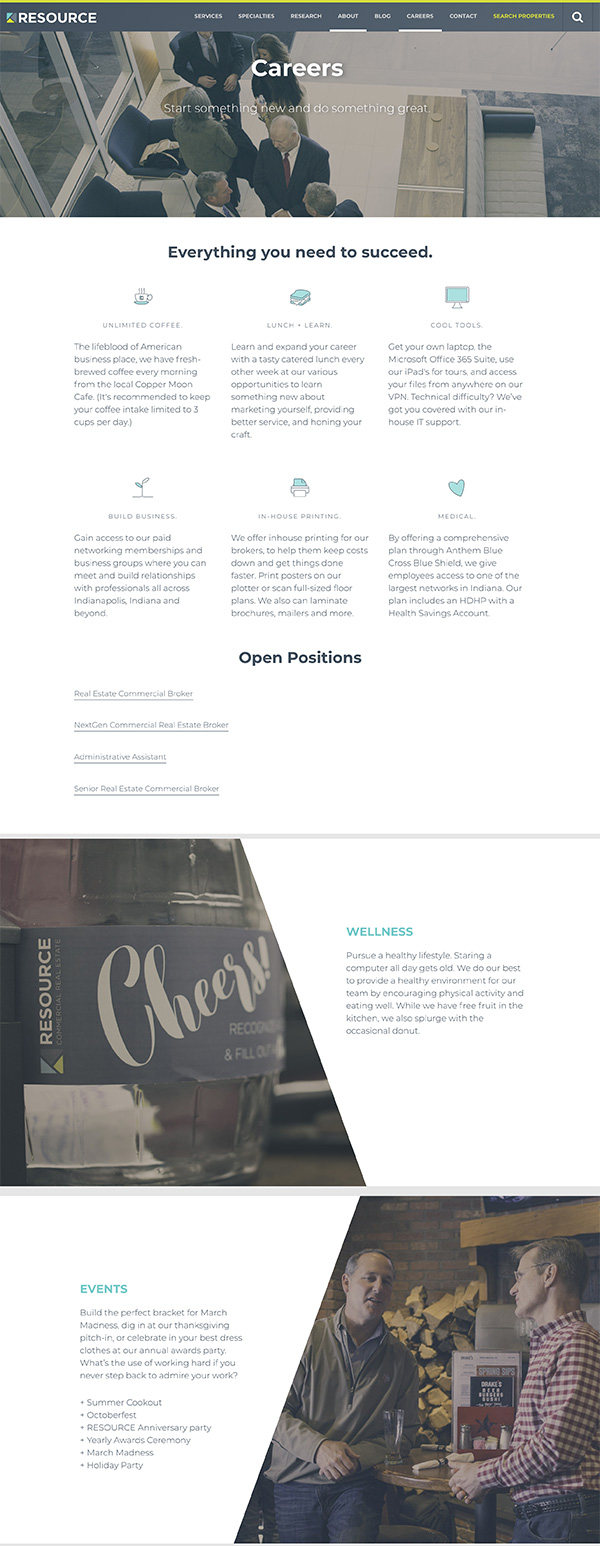 RESOURCE
SERVICES SPECIALTIES RESEARCH ABOUT BLOG CAREERS CONTACT SEARCH PROPERTIES
Careers
Start something new and do something great.
Everything you need to succeed.
UNLIMITED COFFEE.
The lifeblood of American
business place, we have fresh-
brewed coffee every morning
from the local Copper Moon
Cafe. (It's recommended to keep
your coffee intake limited to 3
cups per day.)
LUNCH + LEARN.
Learn and expand your career
with a tasty catered lunch every
other week at our various
opportunities to learn
something new about
marketing yourself, providing
better service, and honing your
craft.
COOL TOOLS.
Get your own laptop, the
Microsoft Office 365 Suite, use
our iPad's for tours, and access
your files from anywhere on our
VPN. Technical difficulty? We've
got you covered with our in-
house IT support.
BUILD BUSINESS.
Gain access to our paid
networking memberships and
business groups where you can
meet and build relationships
with professionals all across
Indianapolis, Indiana and
beyond.
IN-HOUSE PRINTING.
We offer inhouse printing for our
brokers, to help them keep costs
down and get things done
faster. Print posters on our
plotter or scan full-sized floor
plans. We also can laminate
brochures, mailers and more.
MEDICAL.
By offering a comprehensive
plan through Anthem Blue
Cross Blue Shield, we give
employees access to one of the
largest networks in Indiana. Our
plan includes an HDHP with a
Health Savings Account.
Open Positions
Real Estate Commercial Broker
NextGen Commercial Real Estate Broker
Administrative Assistant
Senior Real Estate Commercial Broker
RESOURCE
COMMERCIAL REAL ESTATE
Cheers!
& FILL OUT
WELLNESS
Pursue a healthy lifestyle. Staring a
computer all day gets old. We do our best
to provide a healthy environment for our
team by encouraging physical activity and
eating well. While we have free fruit in the
kitchen, we also splurge with the
occasional donut.
EVENTS
Build the perfect bracket for March
Madness, dig in at our thanksgiving
pitch-in, or celebrate in your best dress
clothes at our annual awards party.
What's the use of working hard if you
never step back to admire your work?
+ Summer Cookout
+ Octoberfest
+ RESOURCE Anniversary party
+ Yearly Awards Ceremony
+ March Madness
+ Holiday Party
SPRING SIPS
DRAKE'S
BEER
BURGERS
SUSHI